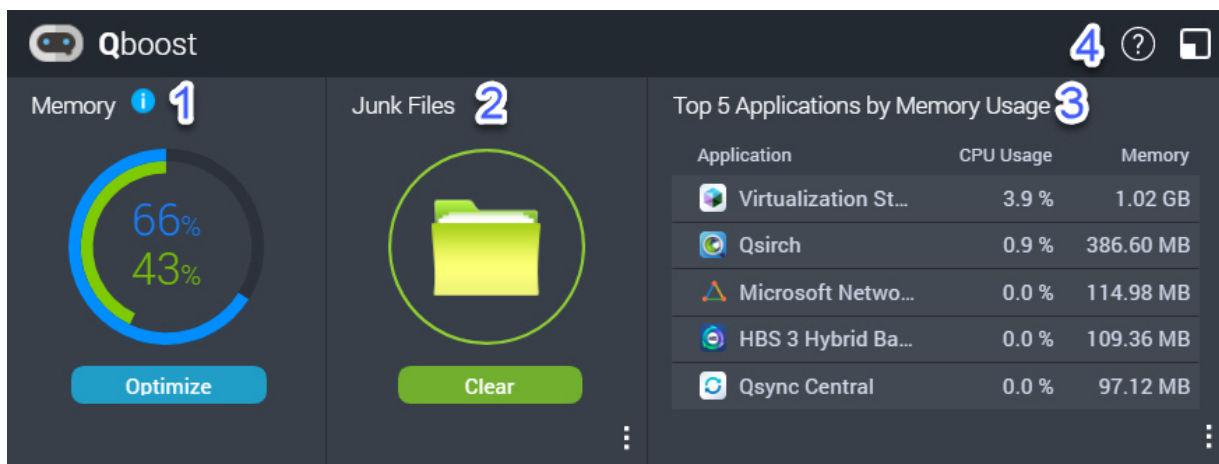 Qboost 4 ?
Memory i 1
66%
43%
Optimize
Junk Files 2
Clear
Top 5 Applications by Memory Usage 3
Application CPU Usage Memory
Virtualization St... 3.9 % 1.02 GB
Qsirch 0.9 % 386.60 MB
Microsoft Netwo... 0.0 % 114.98 MB
HBS 3 Hybrid Ba... 0.0 % 109.36 MB
Qsync Central 0.0 % 97.12 MB